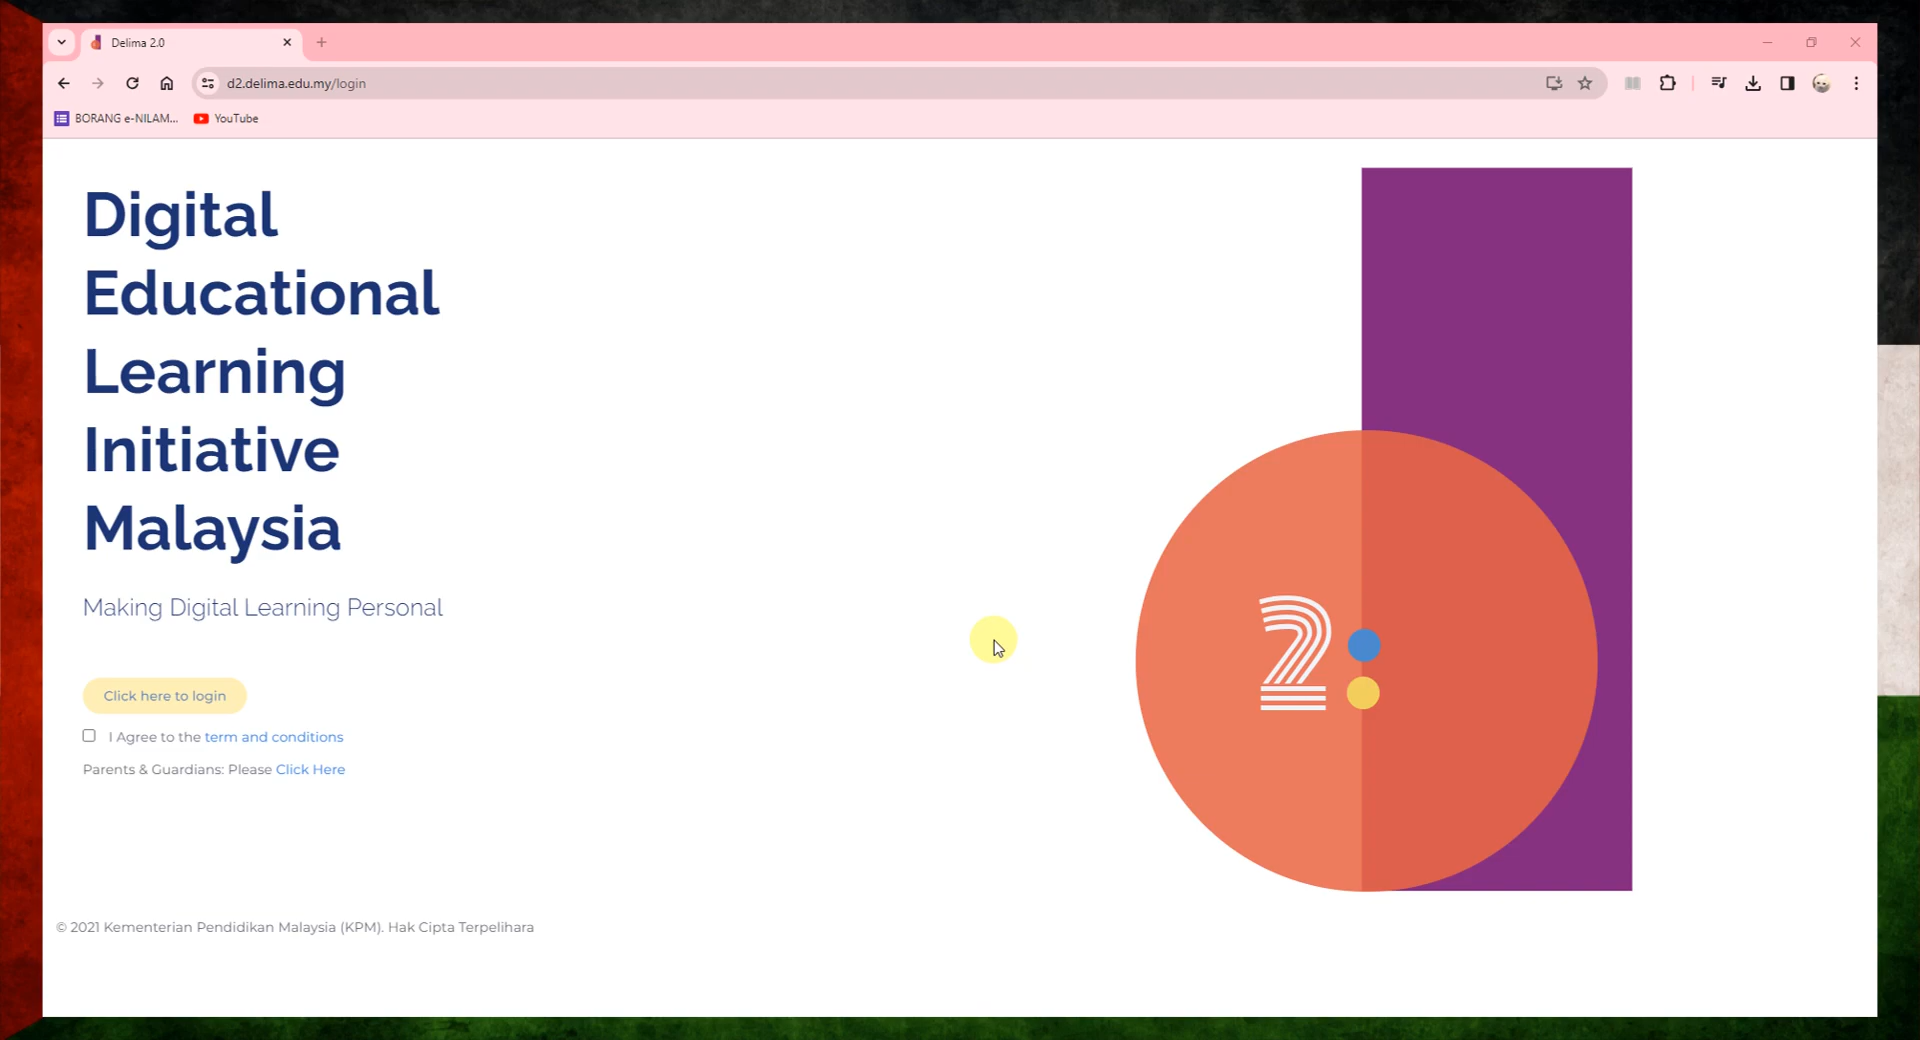 Delima 2.0
d2.delima.edu.my/login
BORANG e-NILAM... YouTube
Digital
Educational
Learning
Initiative
Malaysia
Making Digital Learning Personal
2
Click here to login
I Agree to the term and conditions
Parents & Guardians: Please Click Here
© 2021 Kementerian Pendidikan Malaysia (KPM). Hak Cipta Terpelihara